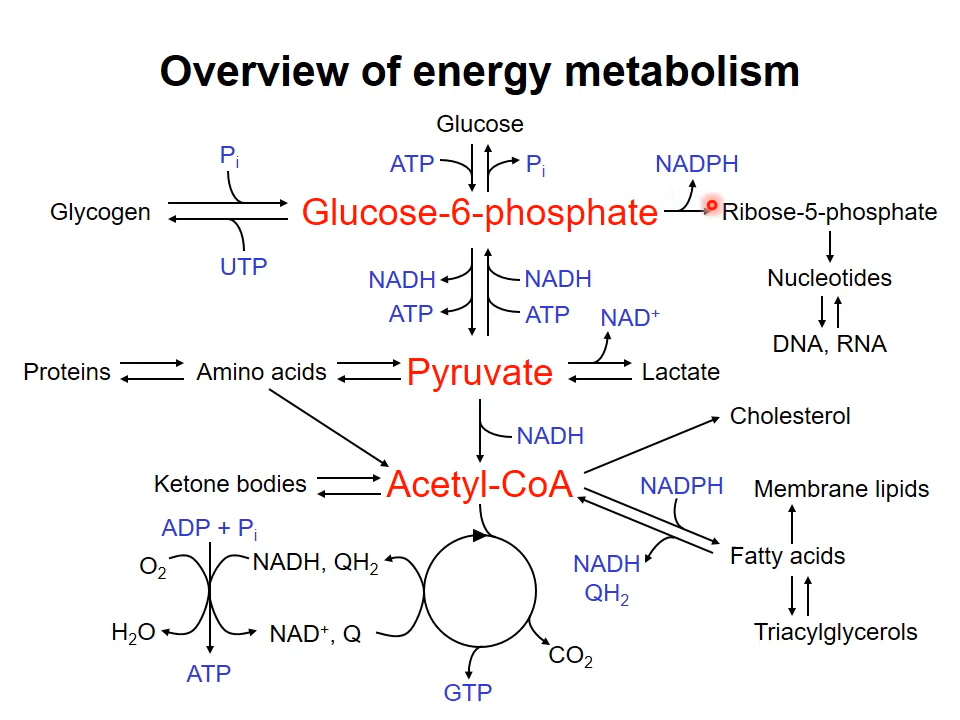 Overview of energy metabolism
Glucose
Pi
ATP
Pi
NADPH
Glycogen
Glucose-6-phosphate
Ribose-5-phosphate
UTP
NADH
NADH
Nucleotides
ATP
ATP
NAD+
DNA, RNA
Proteins
Amino acids
Pyruvate
Lactate
Cholesterol
NADH
Ketone bodies
Acetyl-CoA
NADPH
Membrane lipids
ADP + Pi
O2
NADH, QH2
NADH
QH2
Fatty acids
H2O
NAD+, Q
Triacylglycerols
CO2
ATP
GTP